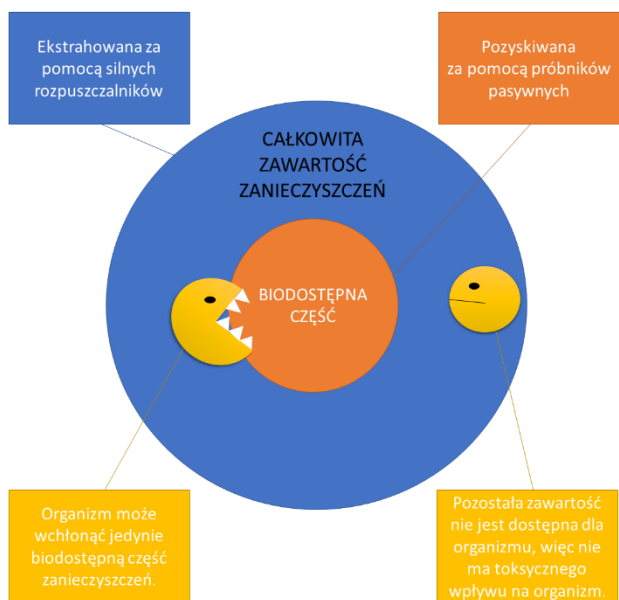 Ekstrahowana za
pomocą silnych
rozpuszczalników
Pozyskiwana
za pomocą próbników
pasywnych
CAŁKOWITA
ZAWARTOŚĆ
ZANIECZYSZCZEŃ
BIODOSTĘPNA
CZĘŚĆ
Organizm może
wchłonąć jedynie
biodostępną część
zanieczyszczeń.
Pozostała zawartość
nie jest dostępna dla
organizmu, więc nie
ma toksycznego
wpływu na organizm.